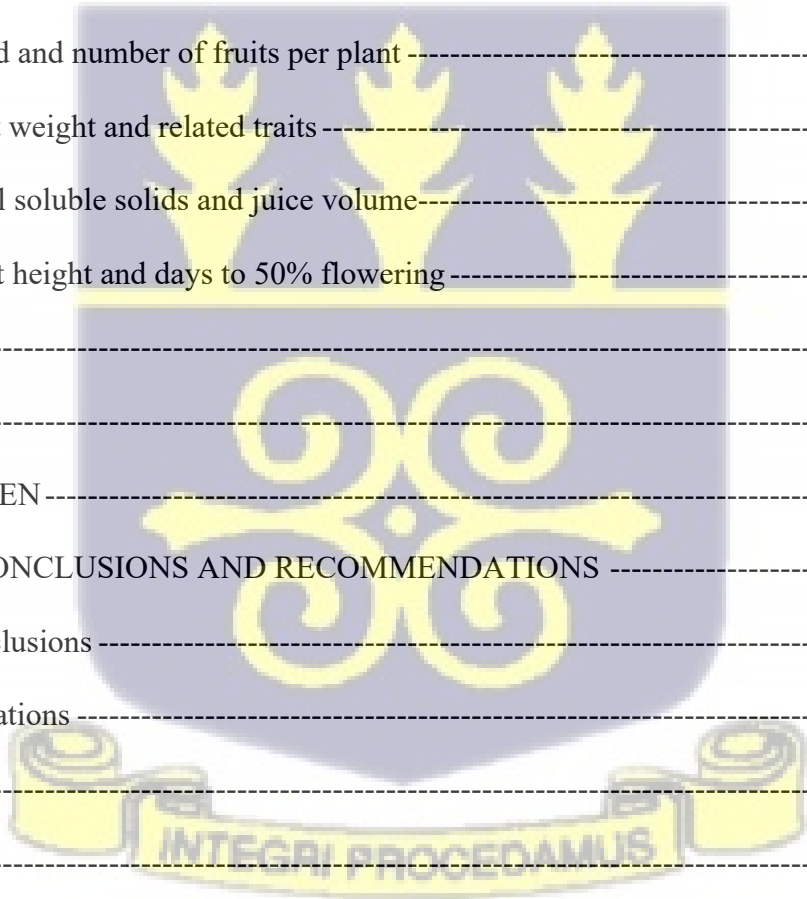 d and number of fruits per plant --------------------
t weight and related traits --------------------
l soluble solids and juice volume--------------------
t height and days to 50% flowering --------------------
--------------------
--------------------
EN--------------------
ONCLUSIONS AND RECOMMENDATIONS --------------------
clusions --------------------
ations --------------------
--------------------
INTEGRI PROCEDAMUS
--------------------